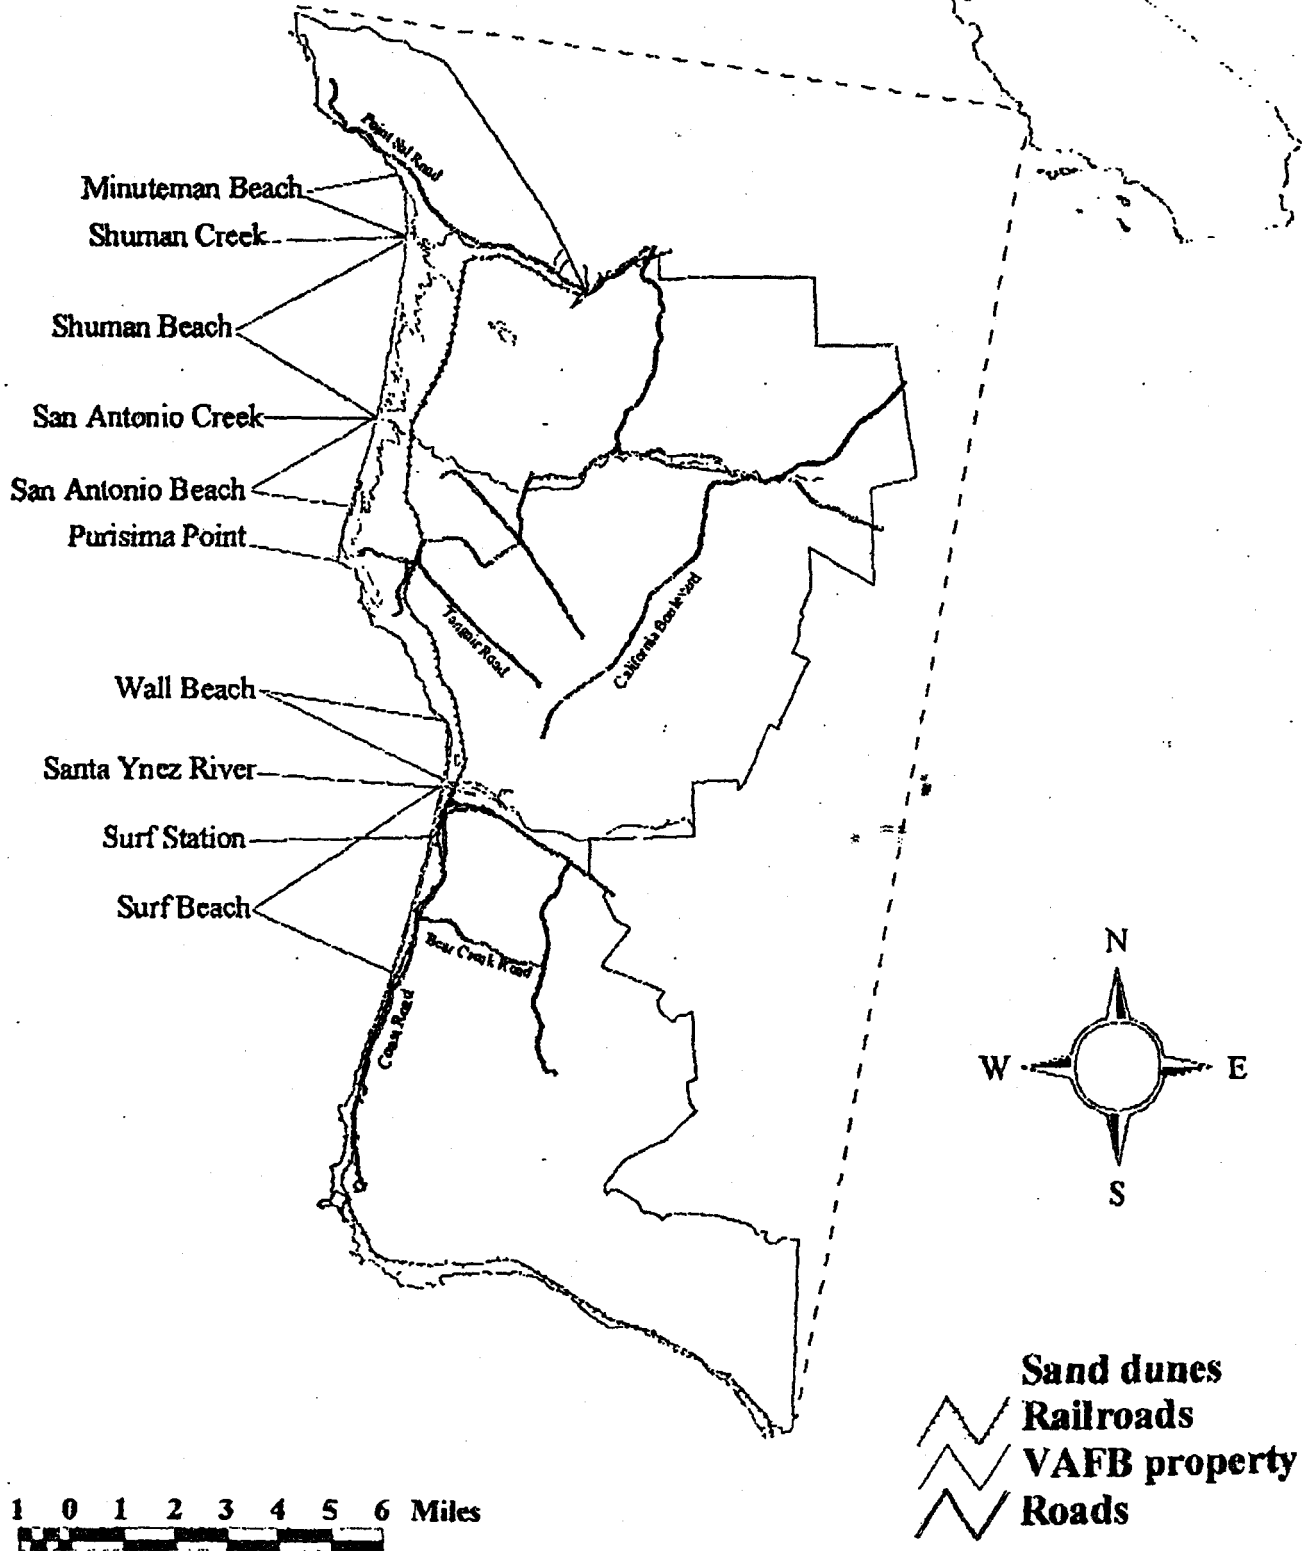 Point Sal Road
Minuteman Beach
Shuman Creek
Shuman Beach
San Antonio Creek
San Antonio Beach
Purisima Point
Tangair Road
California Boulevard
Wall Beach
Santa Ynez River
Surf Station
Surf Beach
Bear Creek Road
Coast Road
N
W
E
S
Sand dunes
Railroads
VAFB property
Roads
1 0 1 2 3 4 5 6 Miles